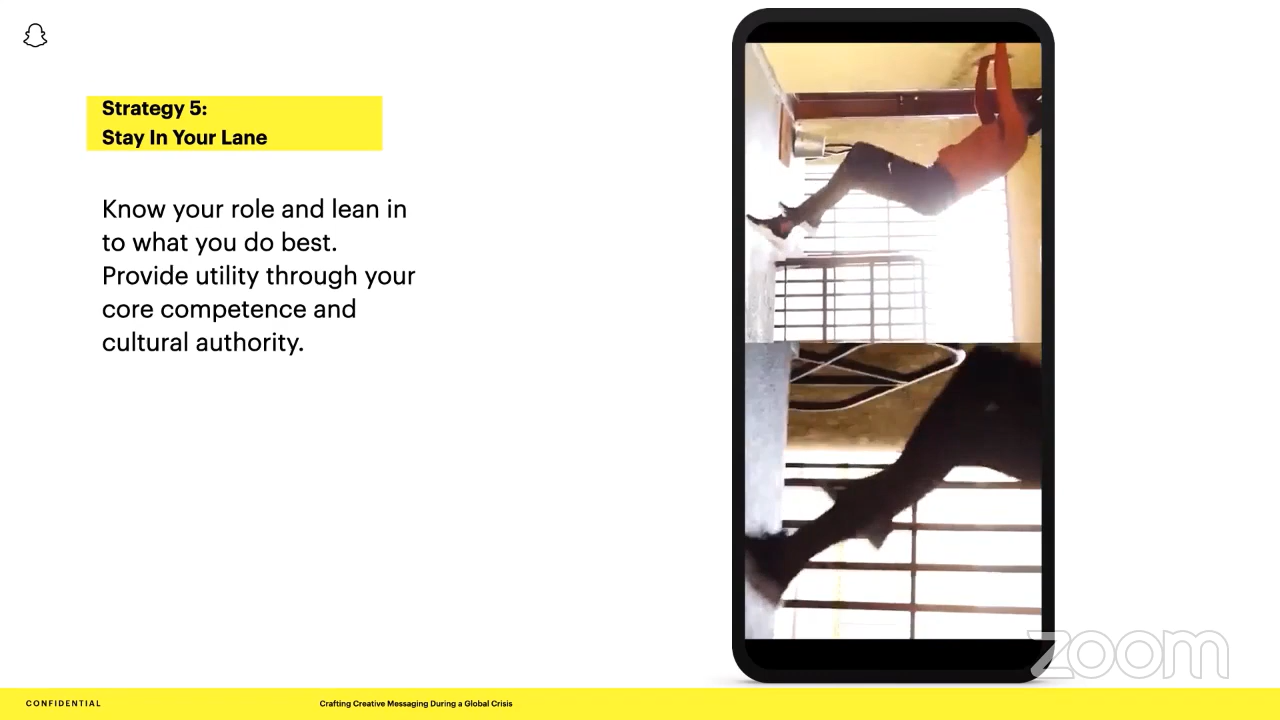 Strategy 5:
Stay In Your Lane
Know your role and lean in
to what you do best.
Provide utility through your
core competence and
cultural authority.
zoom
CONFIDENTIAL
Crafting Creative Messaging During a Global Crisis